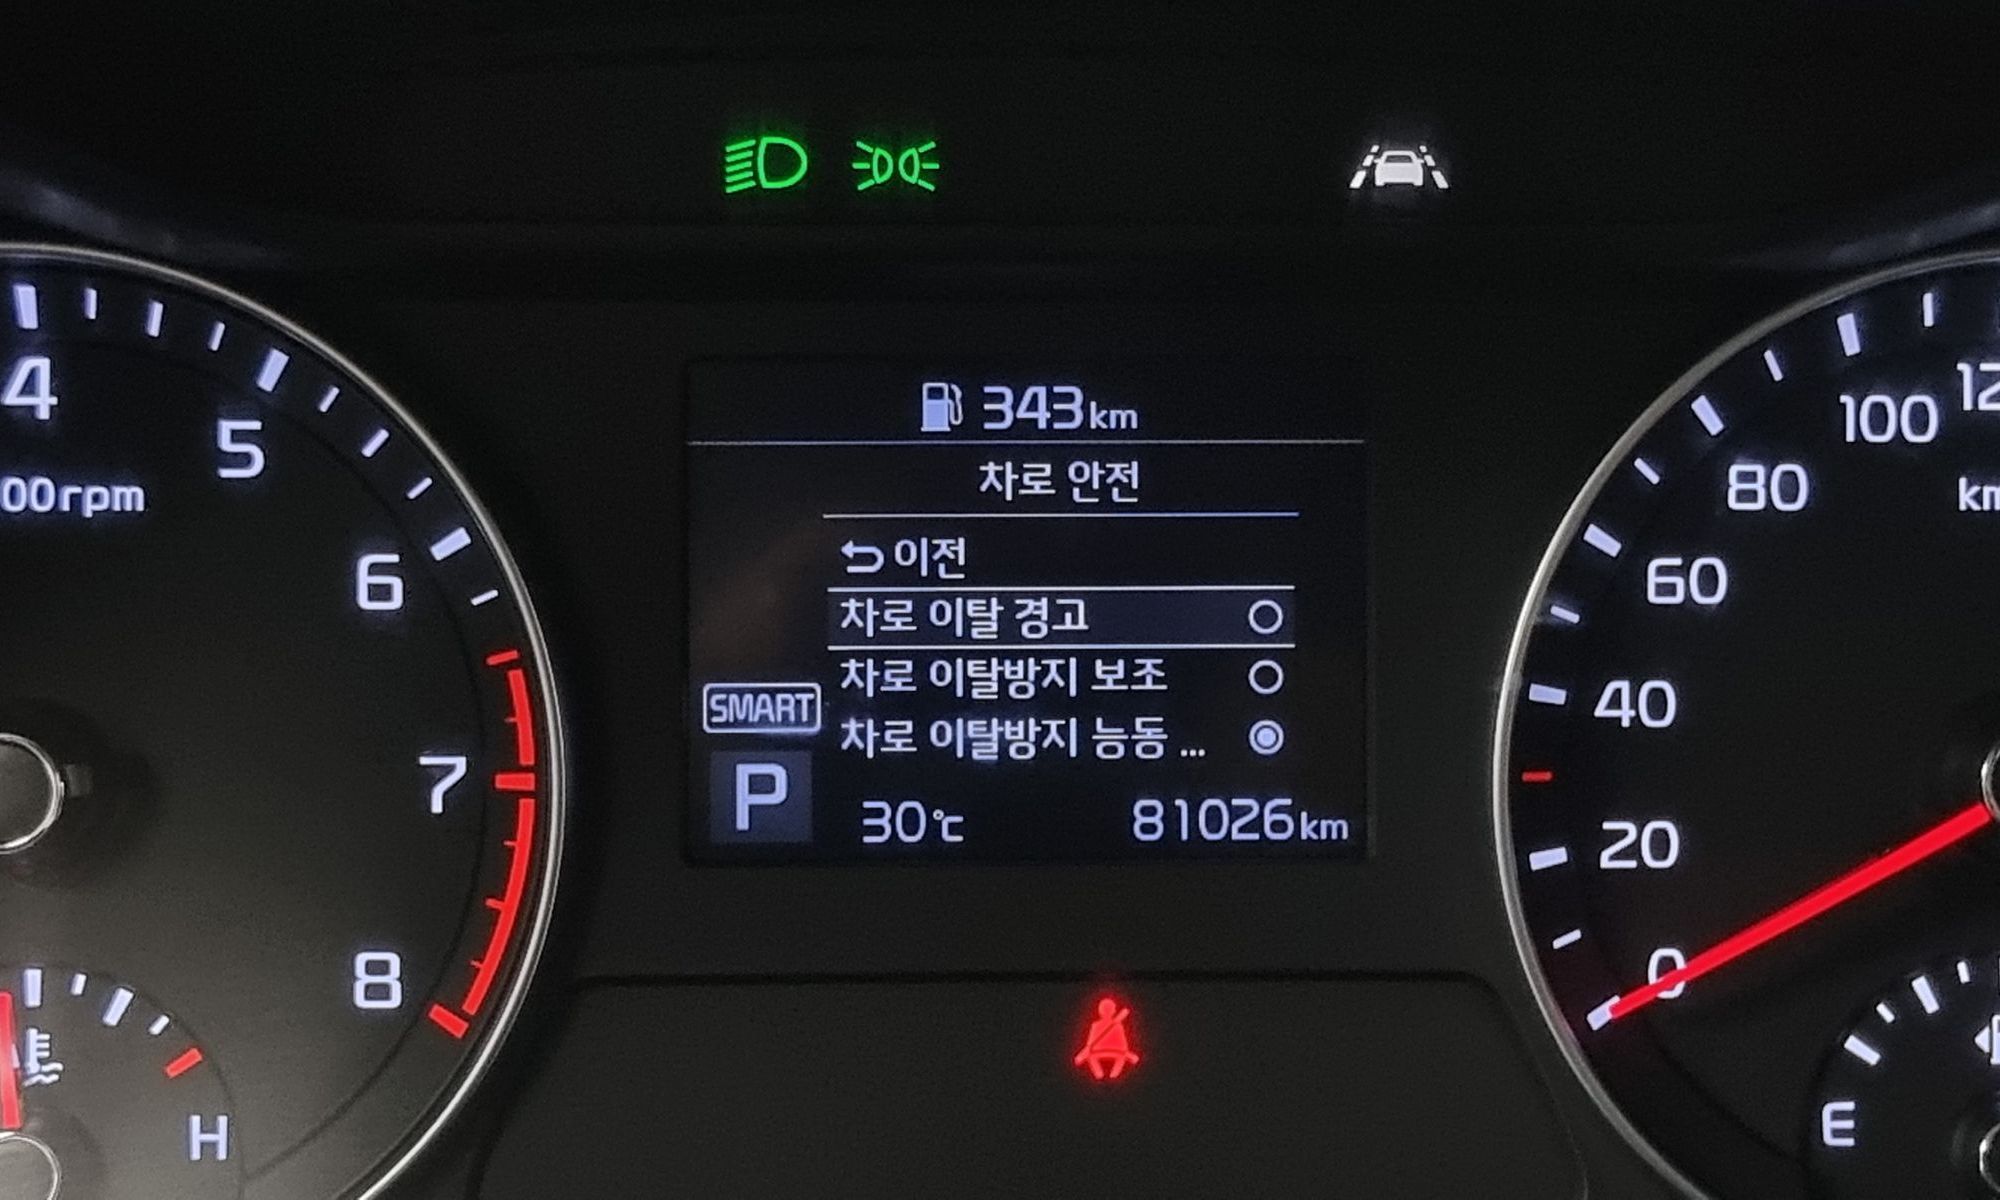 343km
차로 안전
이전
차로 이탈 경고
차로 이탈방지 보조
차로 이탈방지 능동 ...
SMART
P
30℃
81026km
4
5
6
7
8
00rpm
H
100
80
60
40
20
0
E